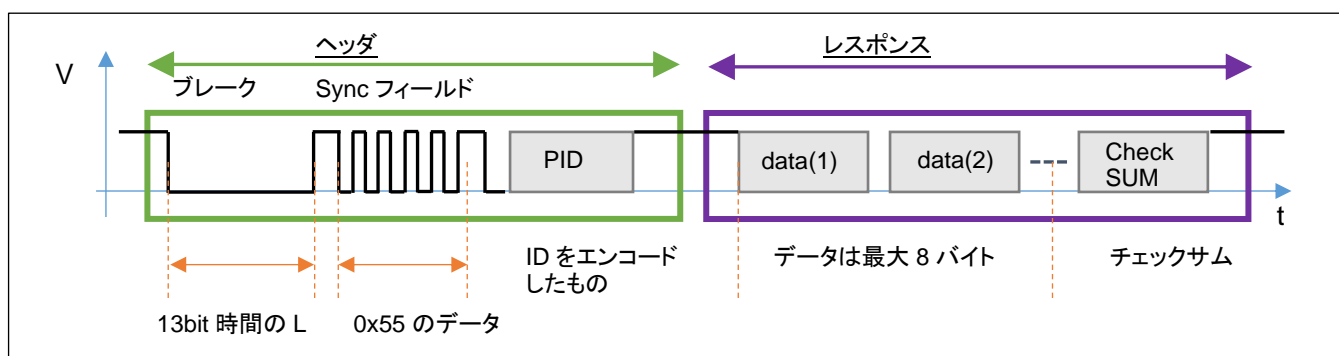 ヘッダ
レスポンス
V
ブレーク
Sync フィールド
PID
data(1)
data(2)
Check
SUM
t
ID をエンコード
したもの
データは最大 8 バイト
チェックサム
13bit 時間の L
0x55 のデータ